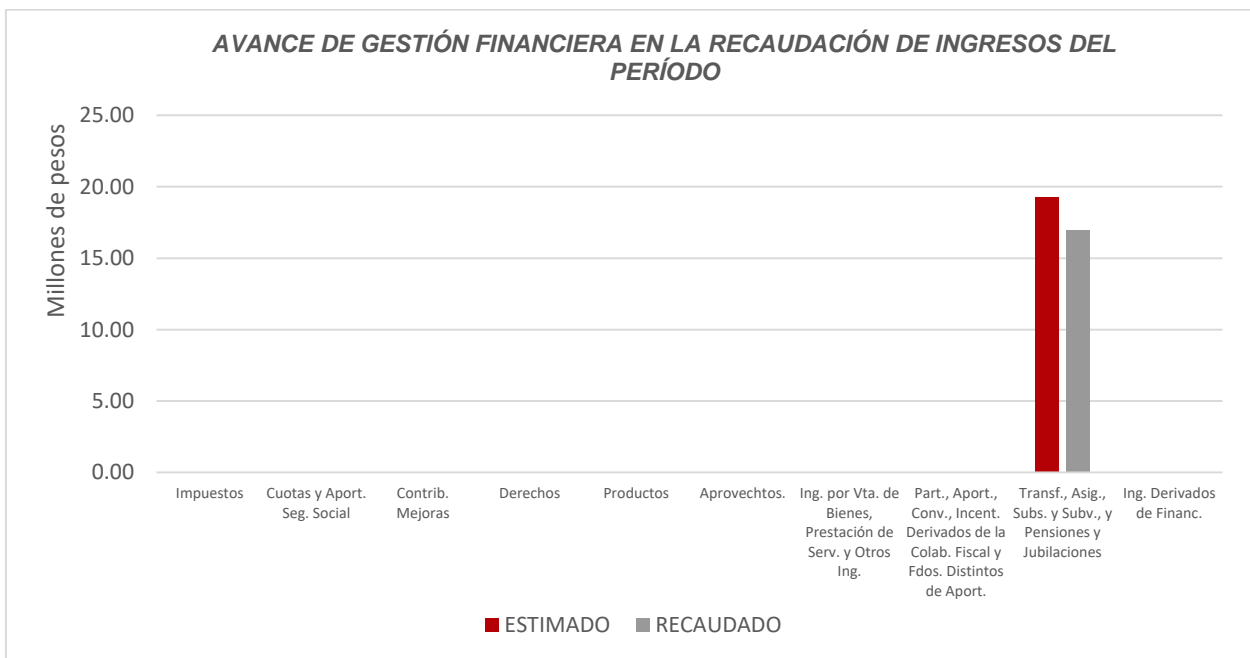 AVANCE DE GESTIÓN FINANCIERA EN LA RECAUDACIÓN DE INGRESOS DEL
PERÍODO
Millones de pesos
25.00
20.00
15.00
10.00
5.00
0.00
Impuestos
Cuotas y Aport.
Seg. Social
Contrib.
Mejoras
Derechos
Productos
Aprovechtos.
Ing. por Vta. de
Bienes,
Prestación de
Serv. y Otros
Ing.
Part., Aport.,
Conv., Incent.
Derivados de la
Colab. Fiscal y
Fdos. Distintos
de Aport.
Transf., Asig.,
Subs. y Subv., y
Pensiones y
Jubilaciones
Ing. Derivados
de Financ.
ESTIMADO
RECAUDADO